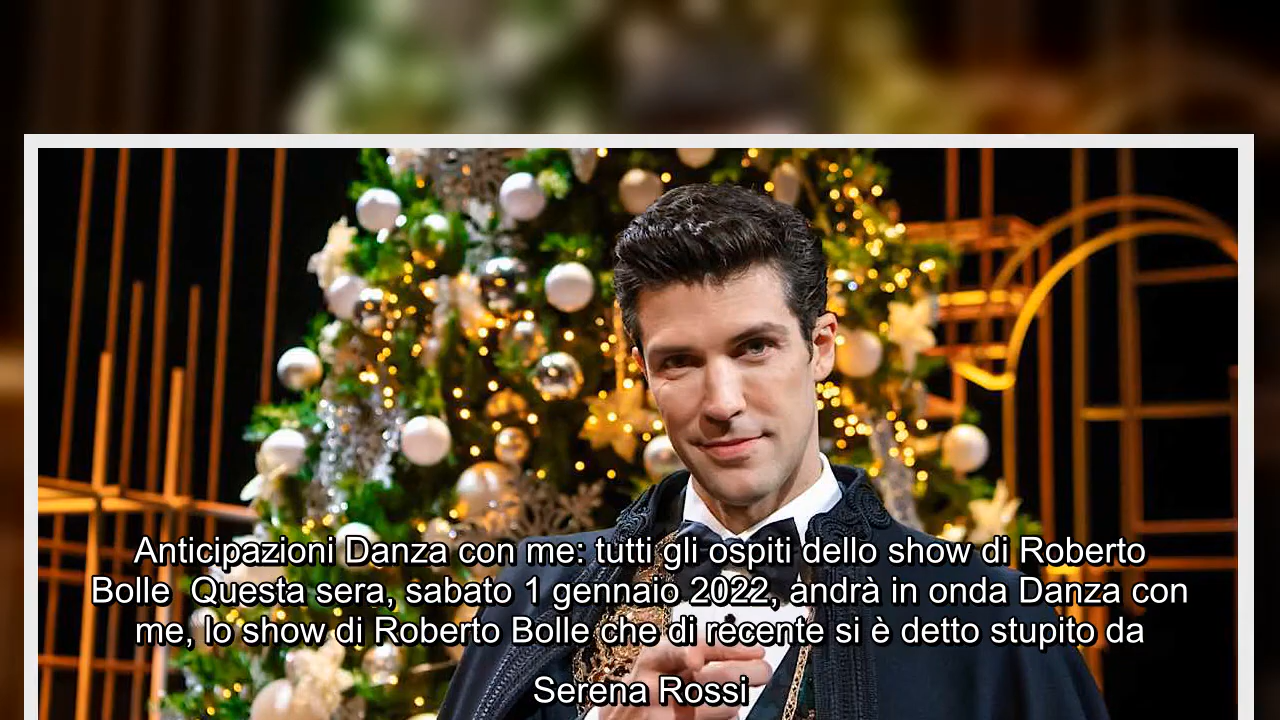 Anticipazioni Danza con me: tutti gli ospiti dello show di Roberto
Bolle  Questa sera, sabato 1 gennaio 2022, andrà in onda Danza con
me, lo show di Roberto Bolle che di recente si è detto stupito da
Serena Rossi